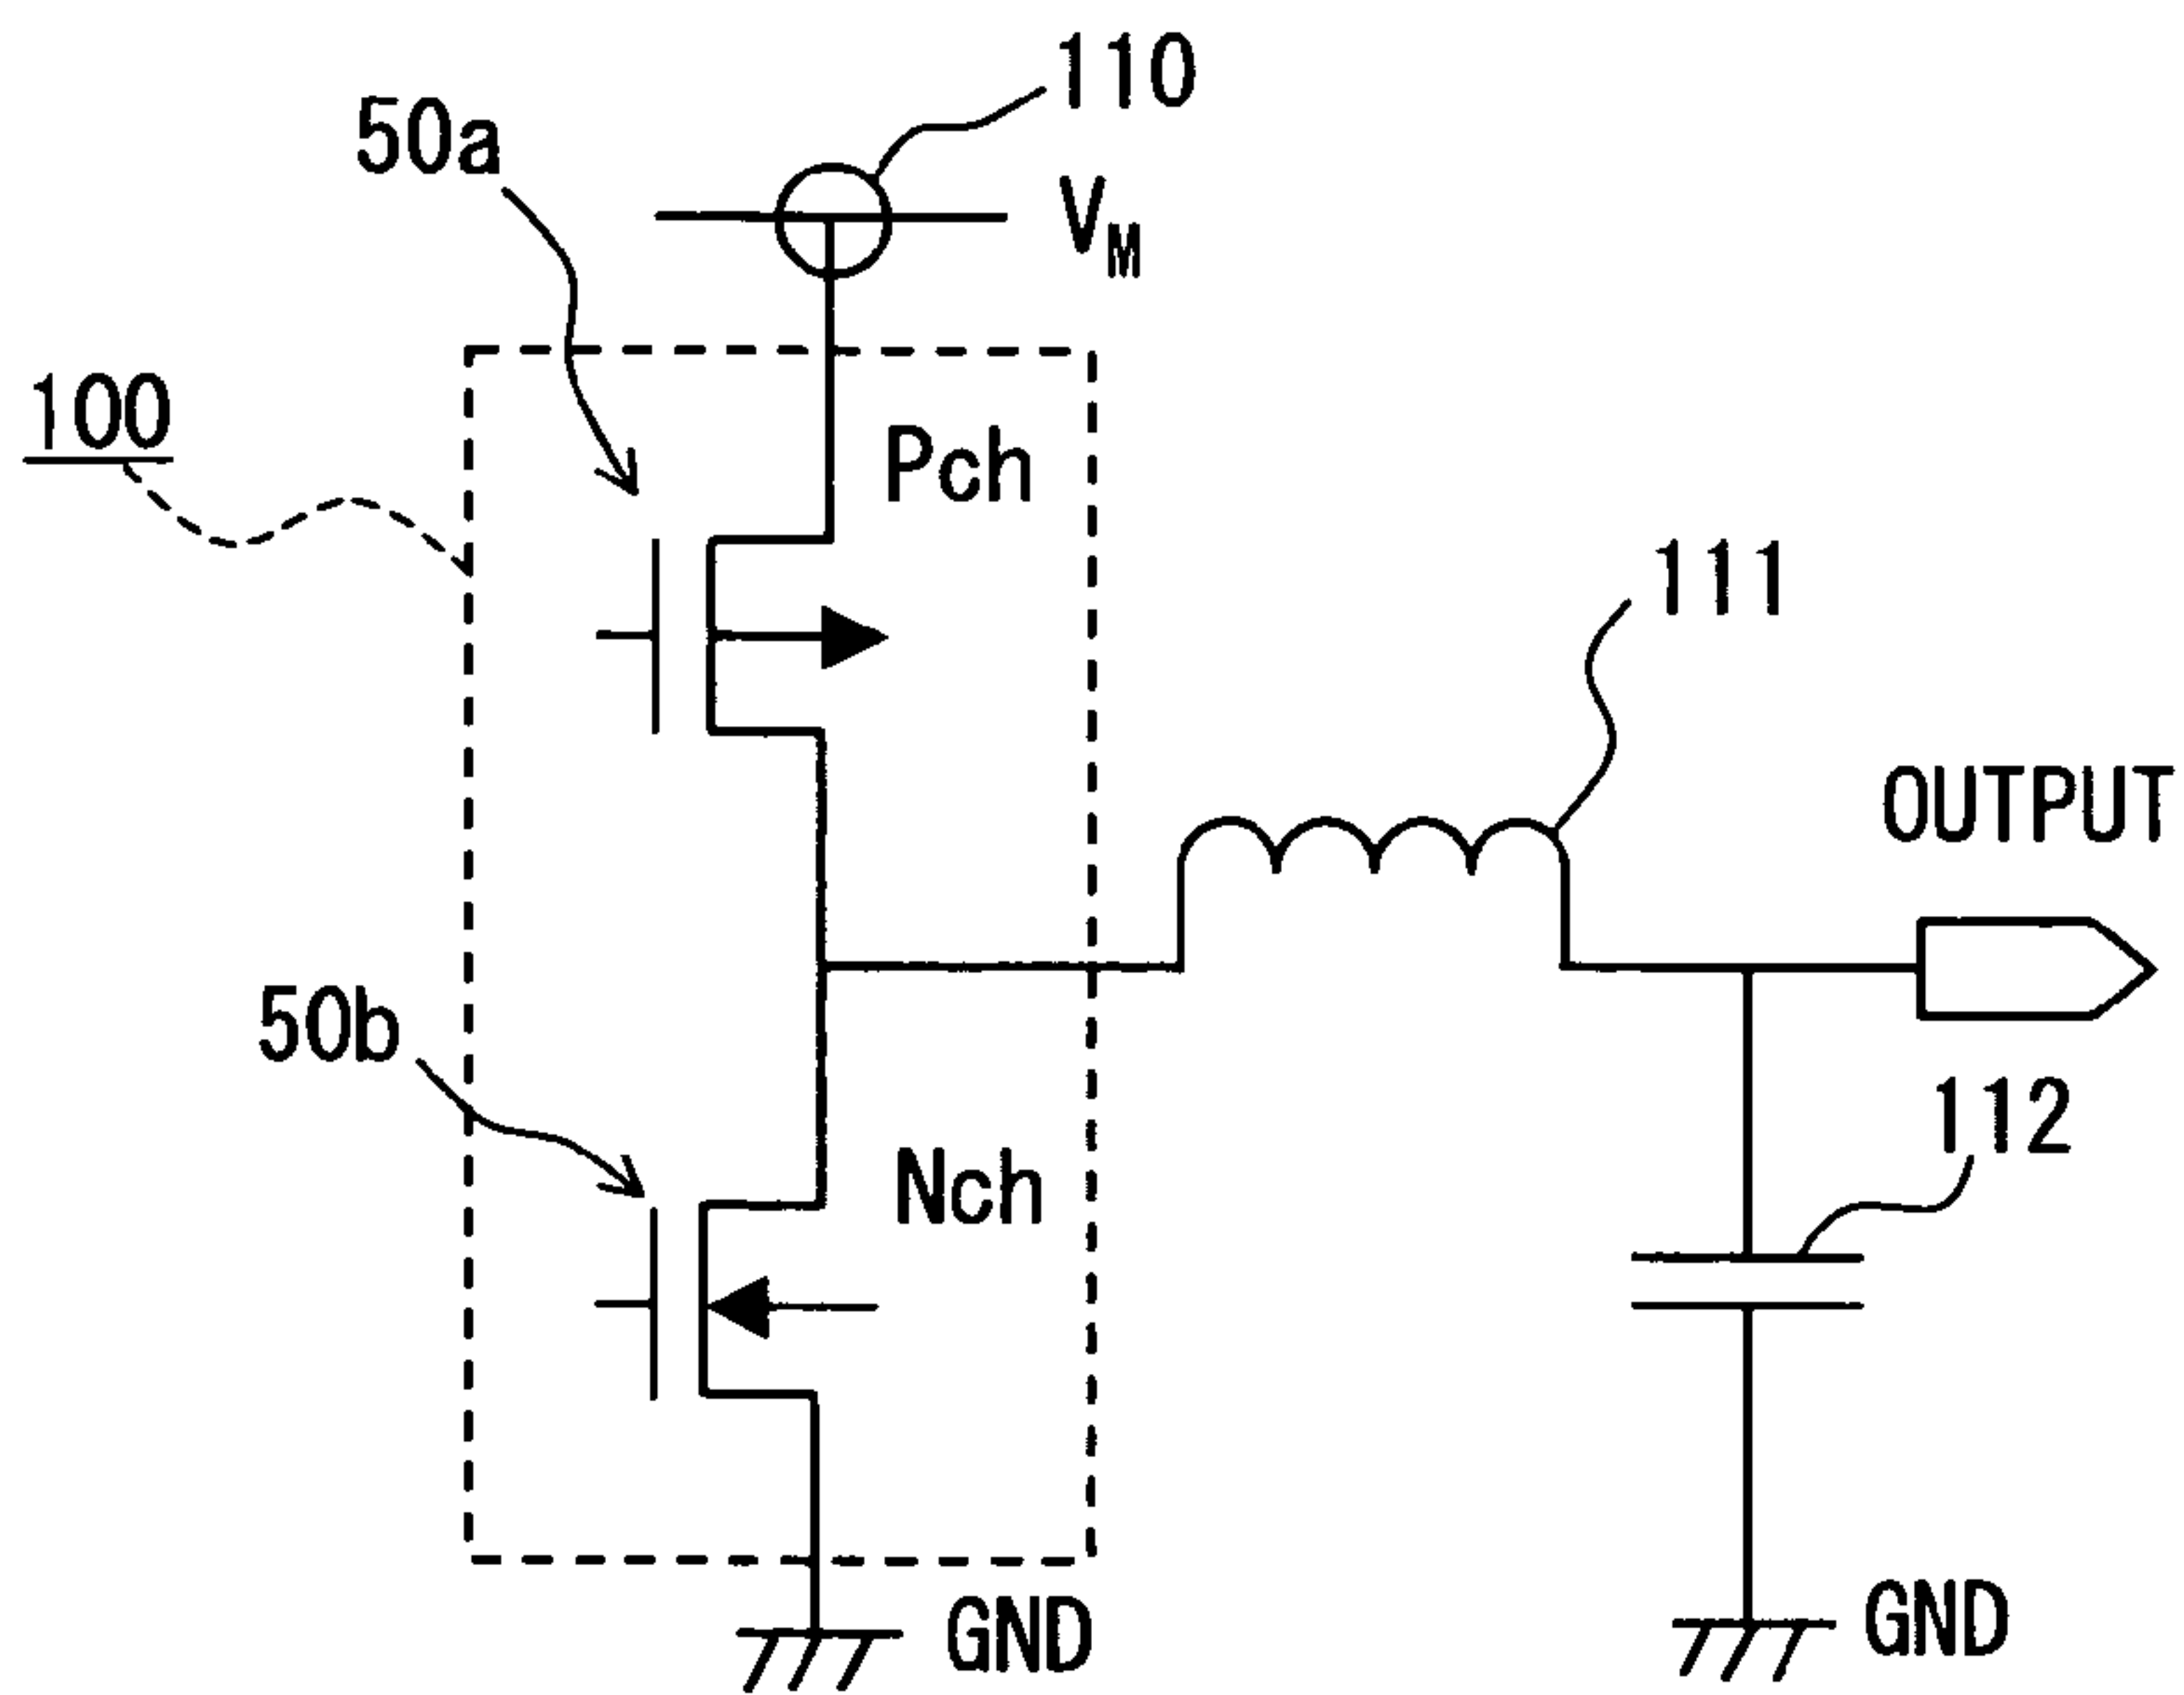 110
50a
VM
100
Pch
111
OUTPUT
50b
112
Nch
GND
GND